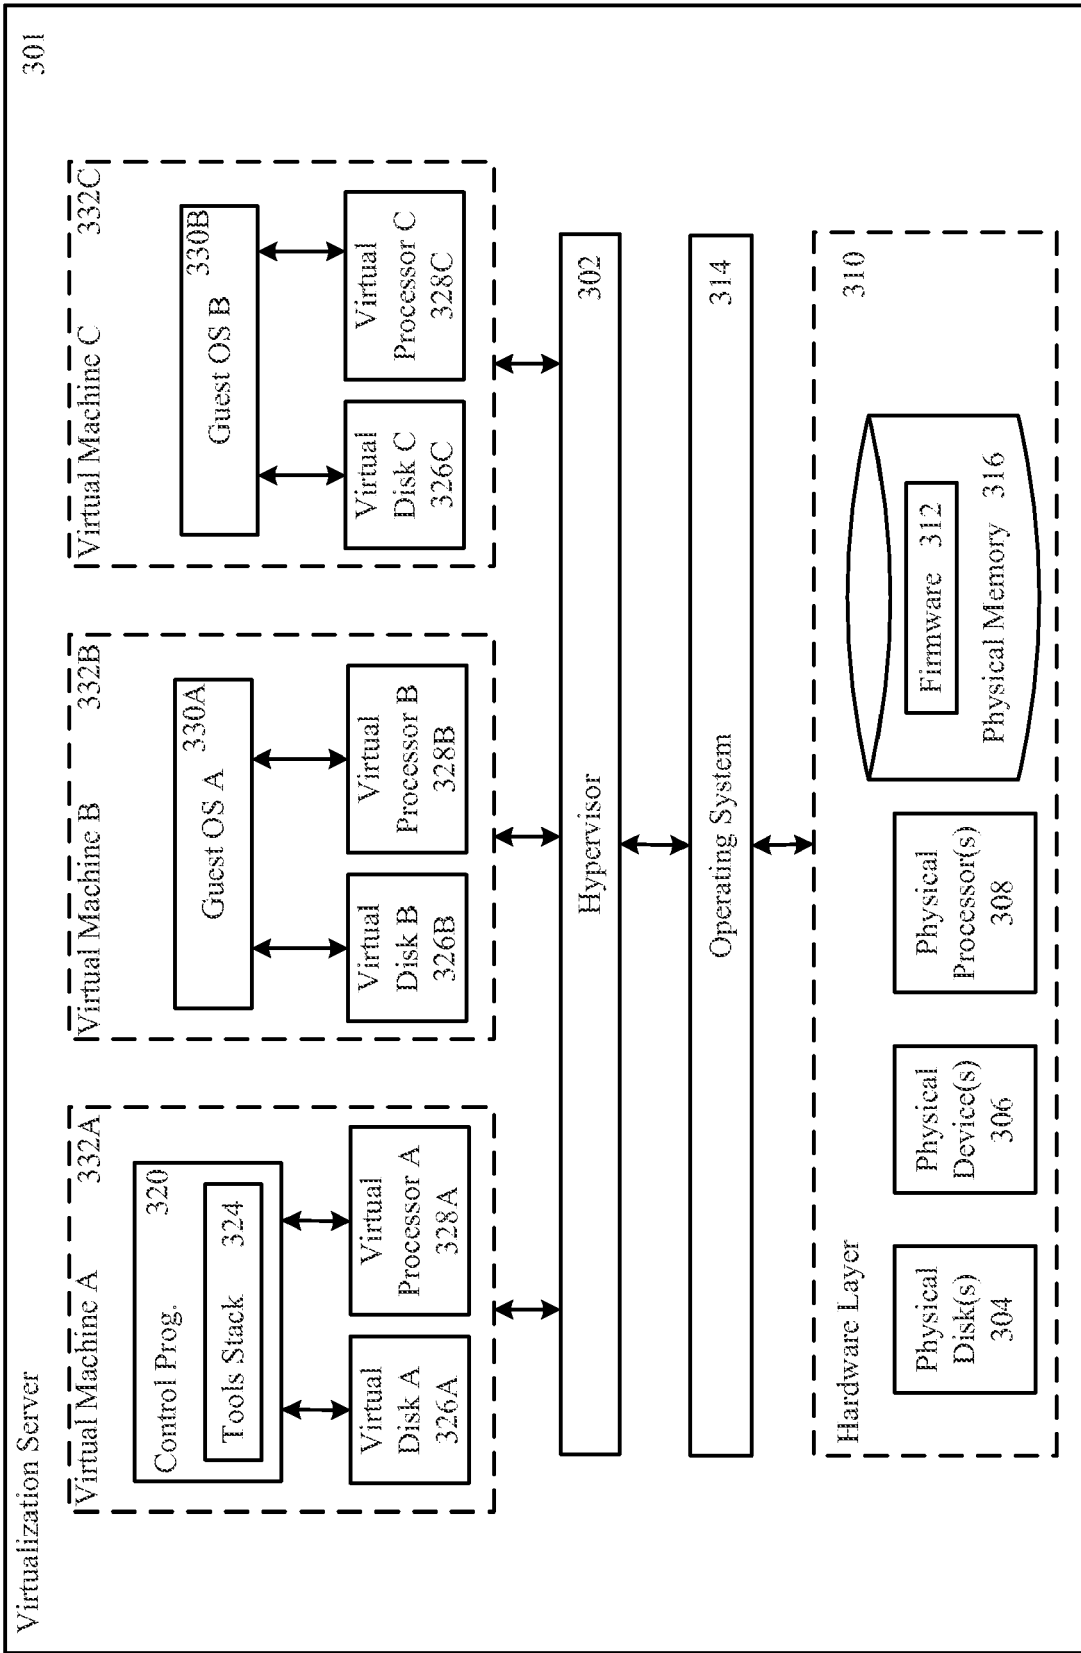 Virtualization Server
301
Virtual Machine A
332A
Control Prog.
320
Tools Stack 324
Virtual
Disk A
326A
Virtual
Processor A
328A
Virtual Machine B
332B
330A
Guest OS A
Virtual
Disk B
326B
Virtual
Processor B
328B
Virtual Machine C
332C
330B
Guest OS B
Virtual
Disk C
326C
Virtual
Processor C
328C
Hypervisor
302
Operating System
314
Hardware Layer
310
Physical
Disk(s)
304
Physical
Device(s)
306
Physical
Processor(s)
308
Firmware 312
Physical Memory 316